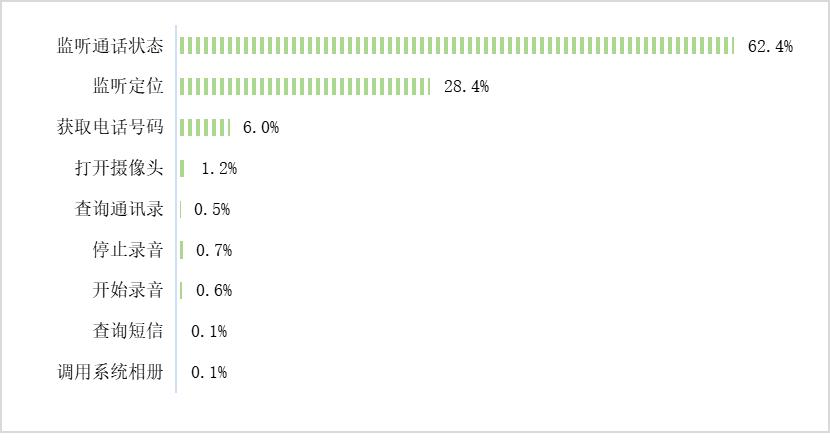 监听通话状态 62.4%
监听定位 28.4%
获取电话号码 6.0%
打开摄像头 1.2%
查询通讯录 0.5%
停止录音 0.7%
开始录音 0.6%
查询短信 0.1%
调用系统相册 0.1%